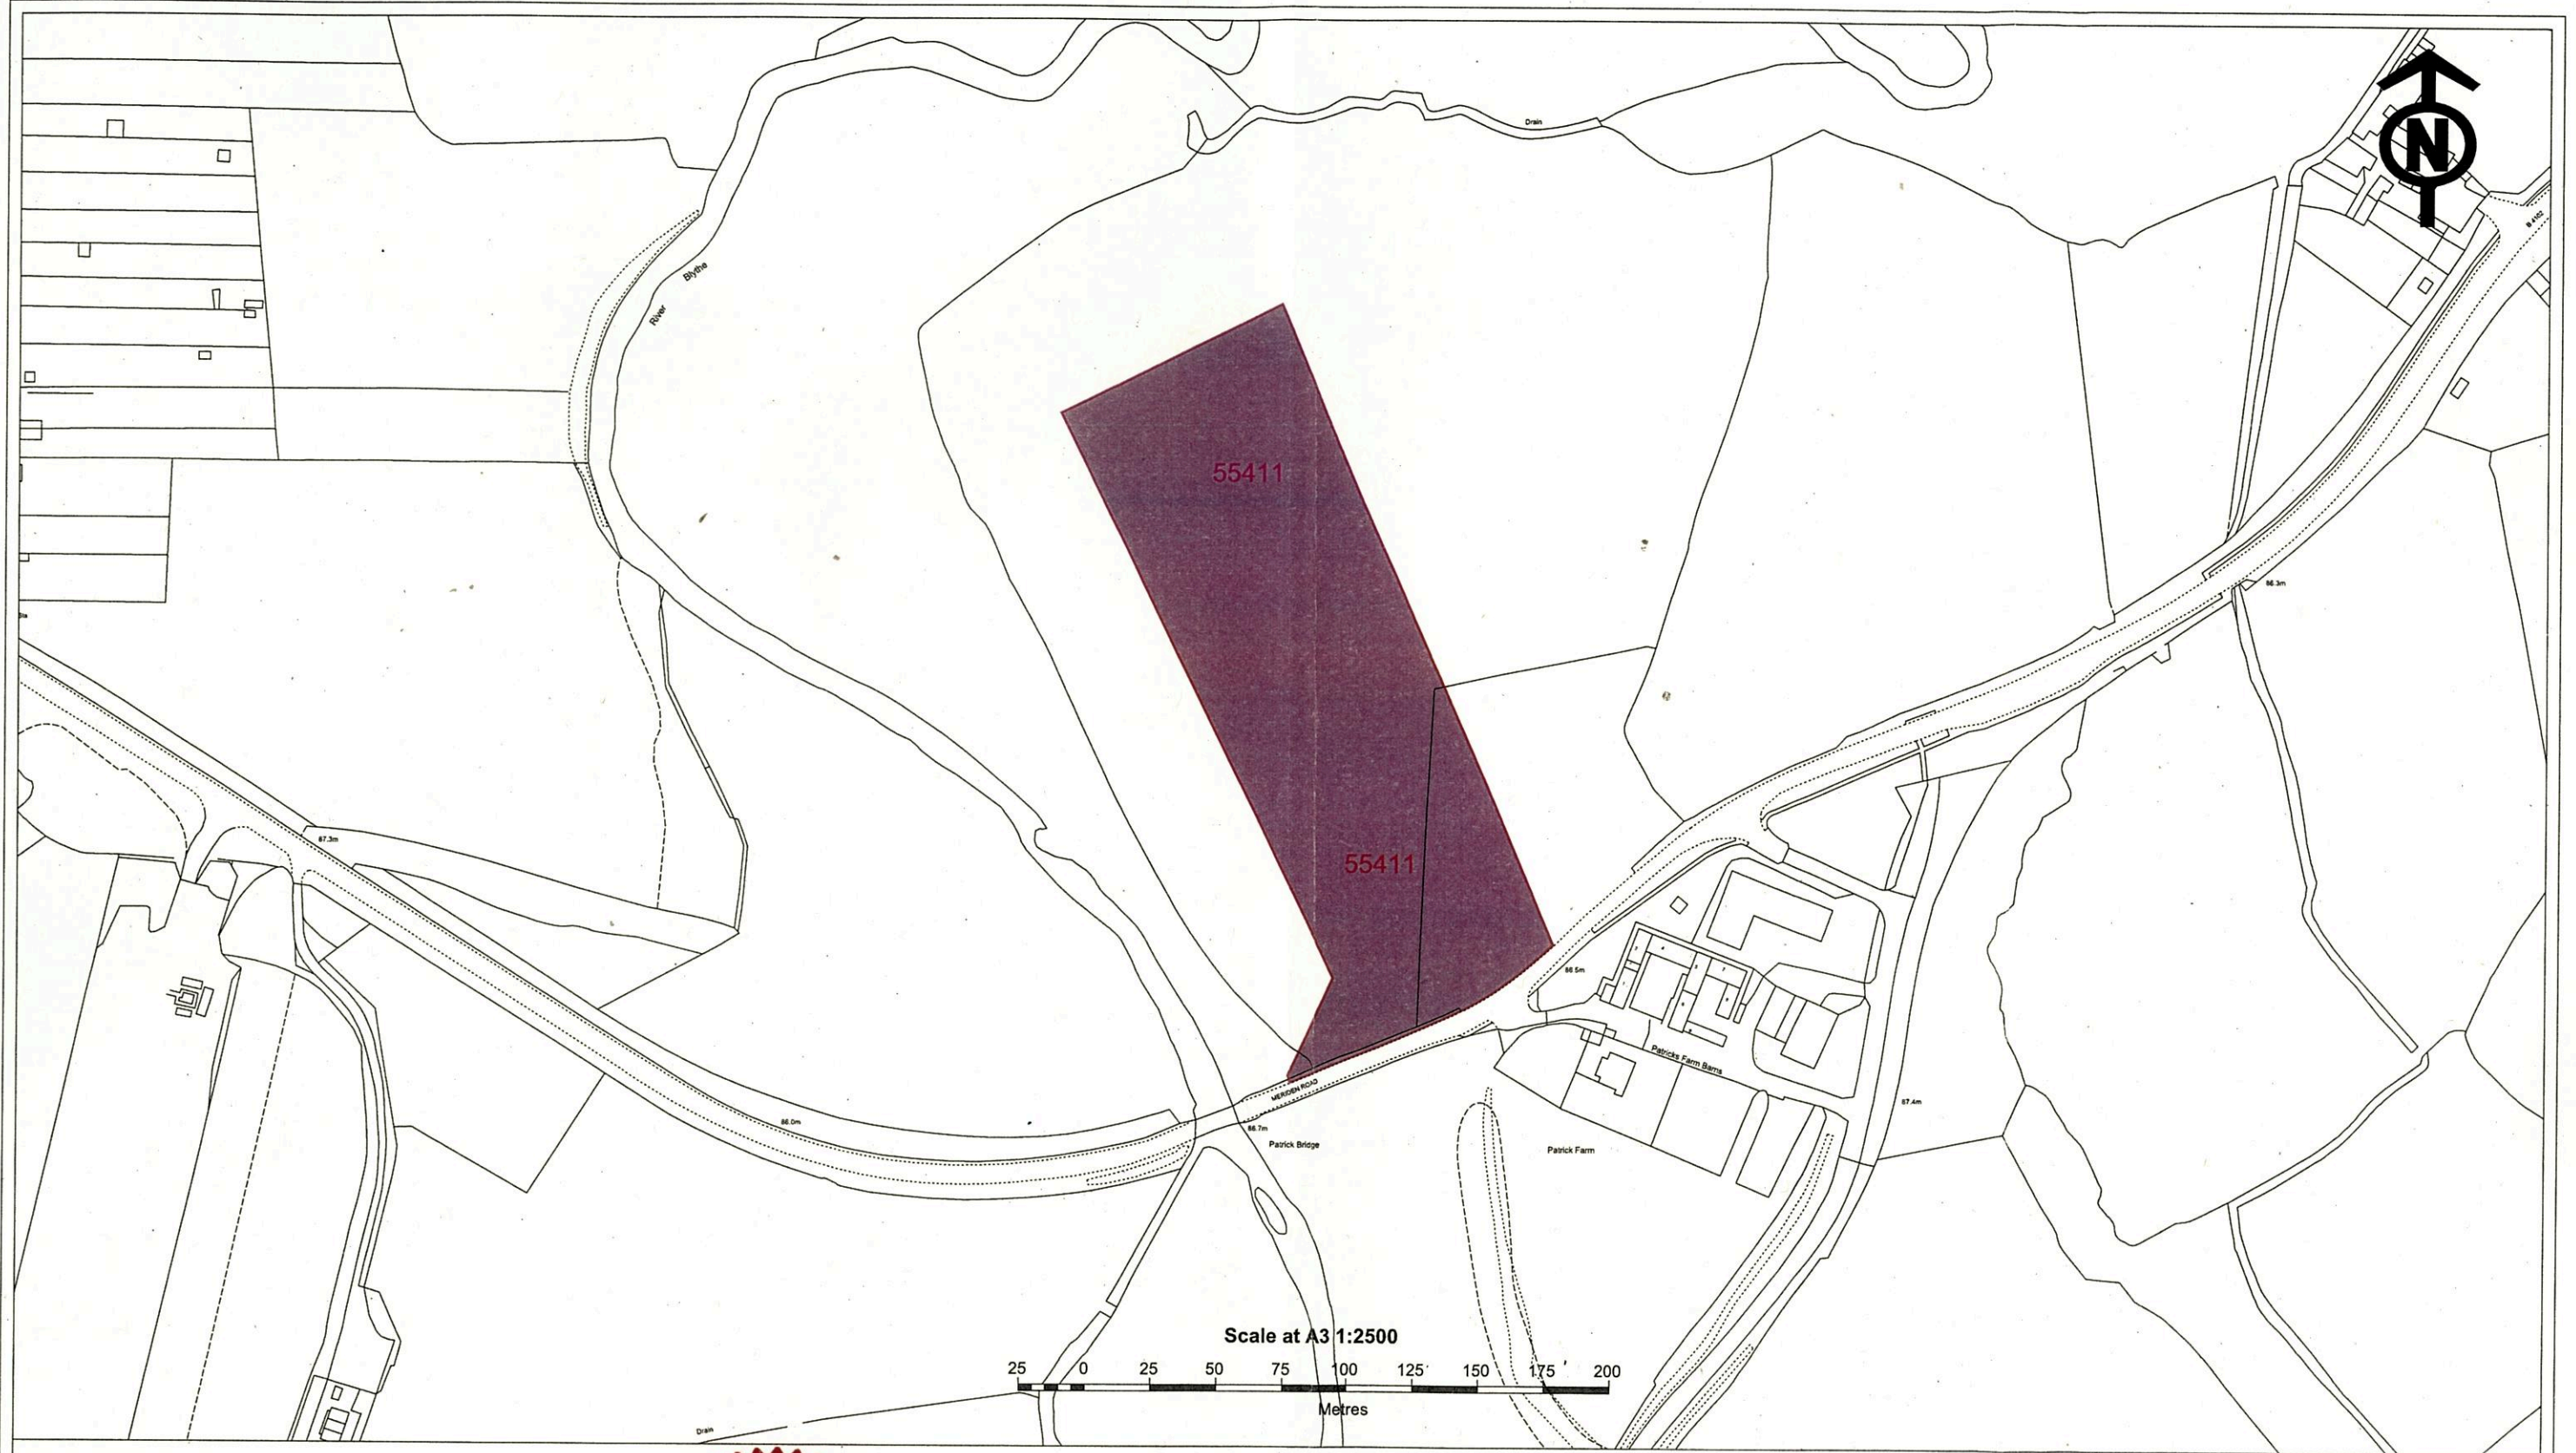 Drain
N
B 4102
River Blythe
55411
86.3m
87.3m
55411
86.5m
Patricks Farm Barns
MERIDEN ROAD
87.4m
86.0m
86.7m
Patrick Bridge
Patrick Farm
Scale at A3 1:2500
25 0 25 50 75 100 125 150 175 200
Metres
Drain